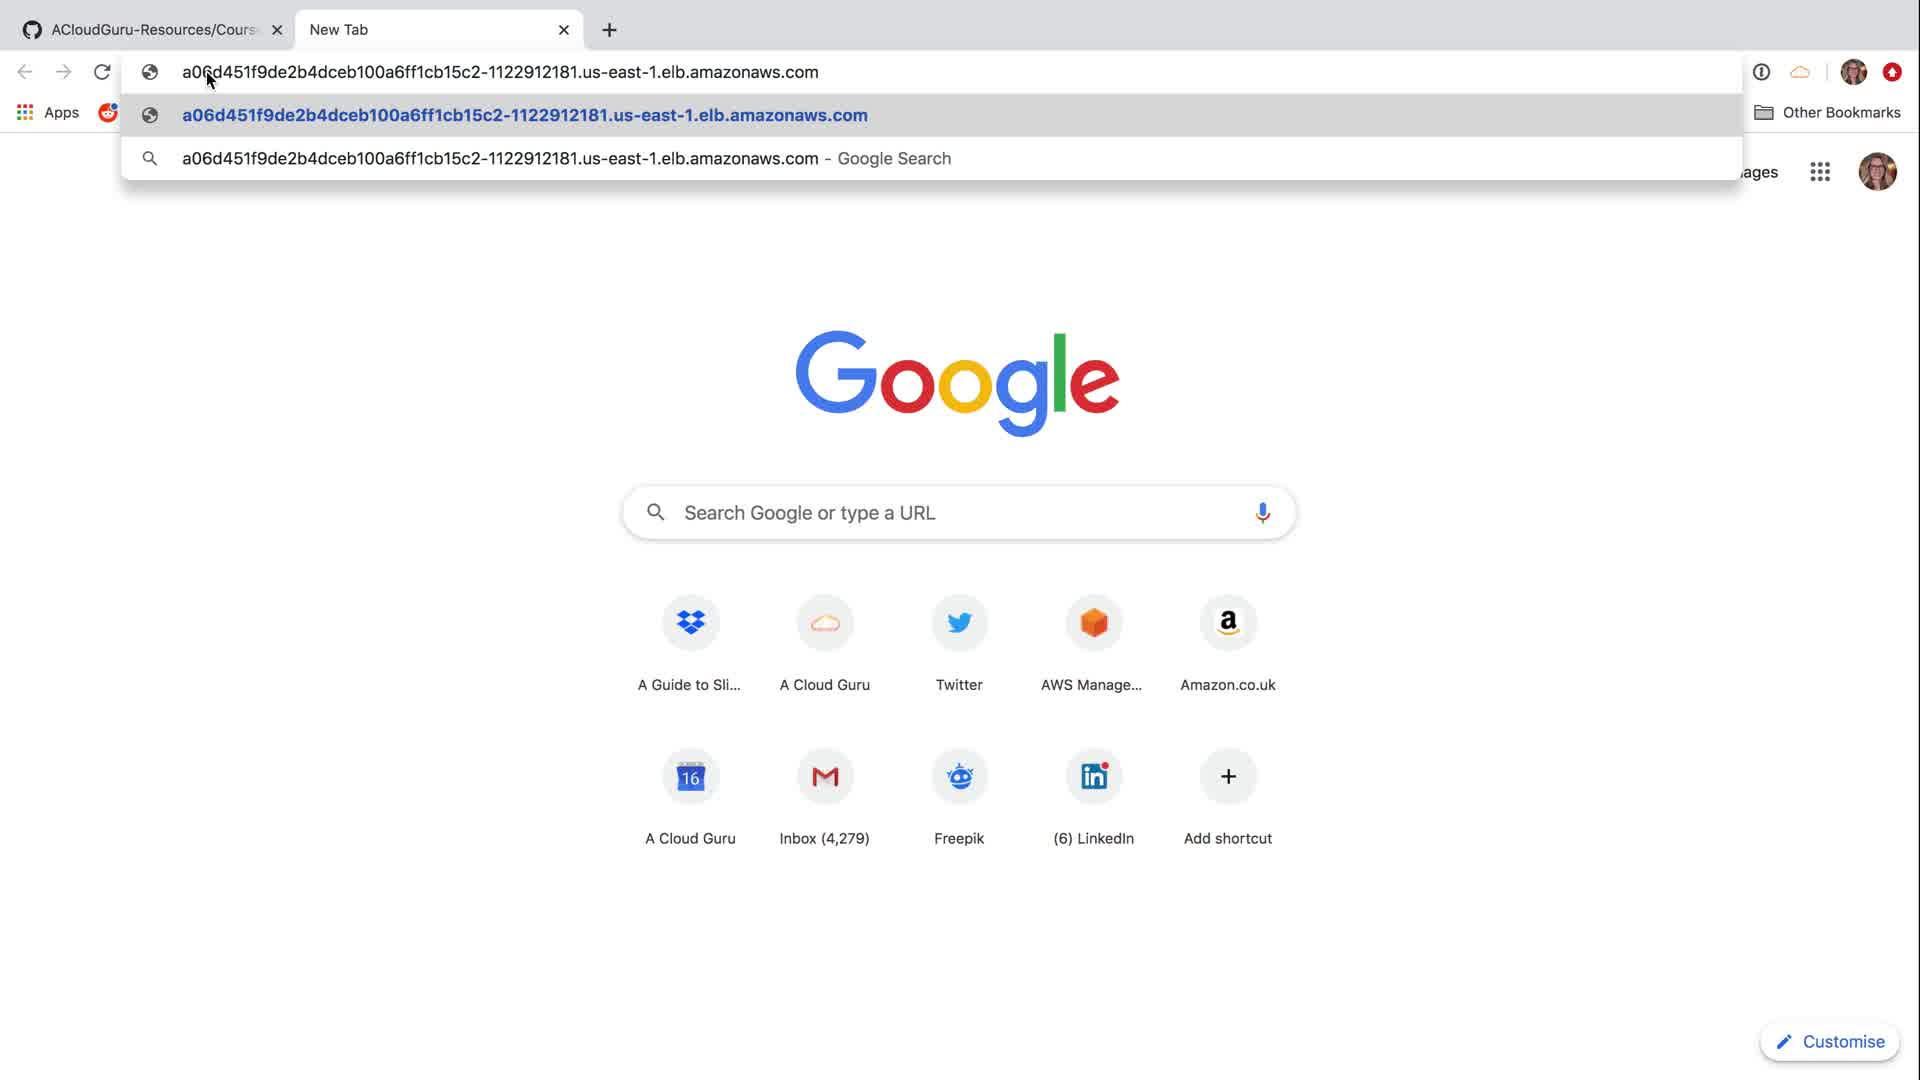 ACloudGuru-Resources/Cours
New Tab
a06d451f9de2b4dceb100a6ff1cb15c2-1122912181.us-east-1.elb.amazonaws.com
Apps
a06d451f9de2b4dceb100a6ff1cb15c2-1122912181.us-east-1.elb.amazonaws.com
Other Bookmarks
a06d451f9de2b4dceb100a6ff1cb15c2-1122912181.us-east-1.elb.amazonaws.com - Google Search
ages
Google
Search Google or type a URL
a
A Guide to Sli...
A Cloud Guru
Twitter
AWS Manage...
Amazon.co.uk
16
M
in
+
A Cloud Guru
Inbox (4,279)
Freepik
(6) LinkedIn
Add shortcut
Customise